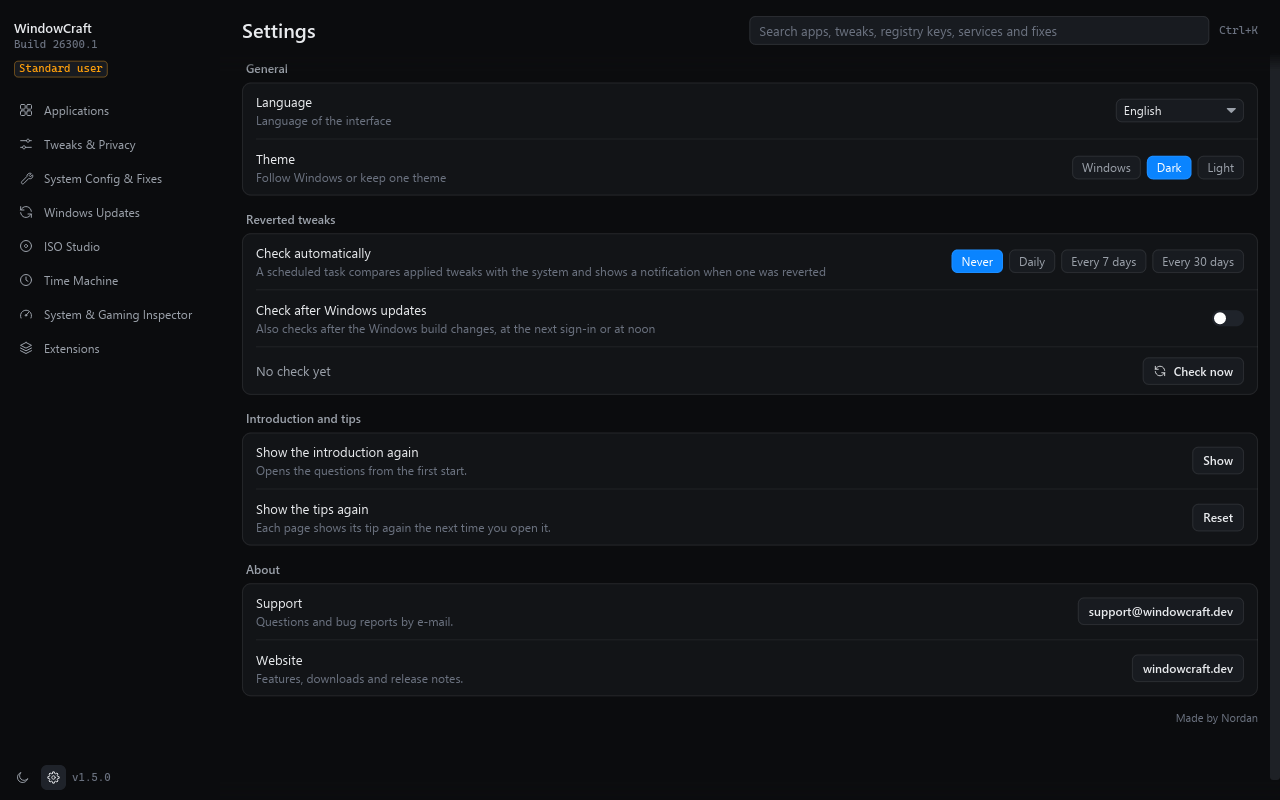 WindowCraft
Build 26300.1
Standard user
Applications
Tweaks & Privacy
System Config & Fixes
Windows Updates
ISO Studio
Time Machine
System & Gaming Inspector
Extensions
v1.5.0
Settings
Search apps, tweaks, registry keys, services and fixes
Ctrl+K
General
Language
Language of the interface
English
Theme
Follow Windows or keep one theme
Windows Dark Light
Reverted tweaks
Check automatically
A scheduled task compares applied tweaks with the system and shows a notification when one was reverted
Never Daily Every 7 days Every 30 days
Check after Windows updates
Also checks after the Windows build changes, at the next sign-in or at noon
No check yet
Check now
Introduction and tips
Show the introduction again
Opens the questions from the first start.
Show
Show the tips again
Each page shows its tip again the next time you open it.
Reset
About
Support
Questions and bug reports by e-mail.
support@windowcraft.dev
Website
Features, downloads and release notes.
windowcraft.dev
Made by Nordan